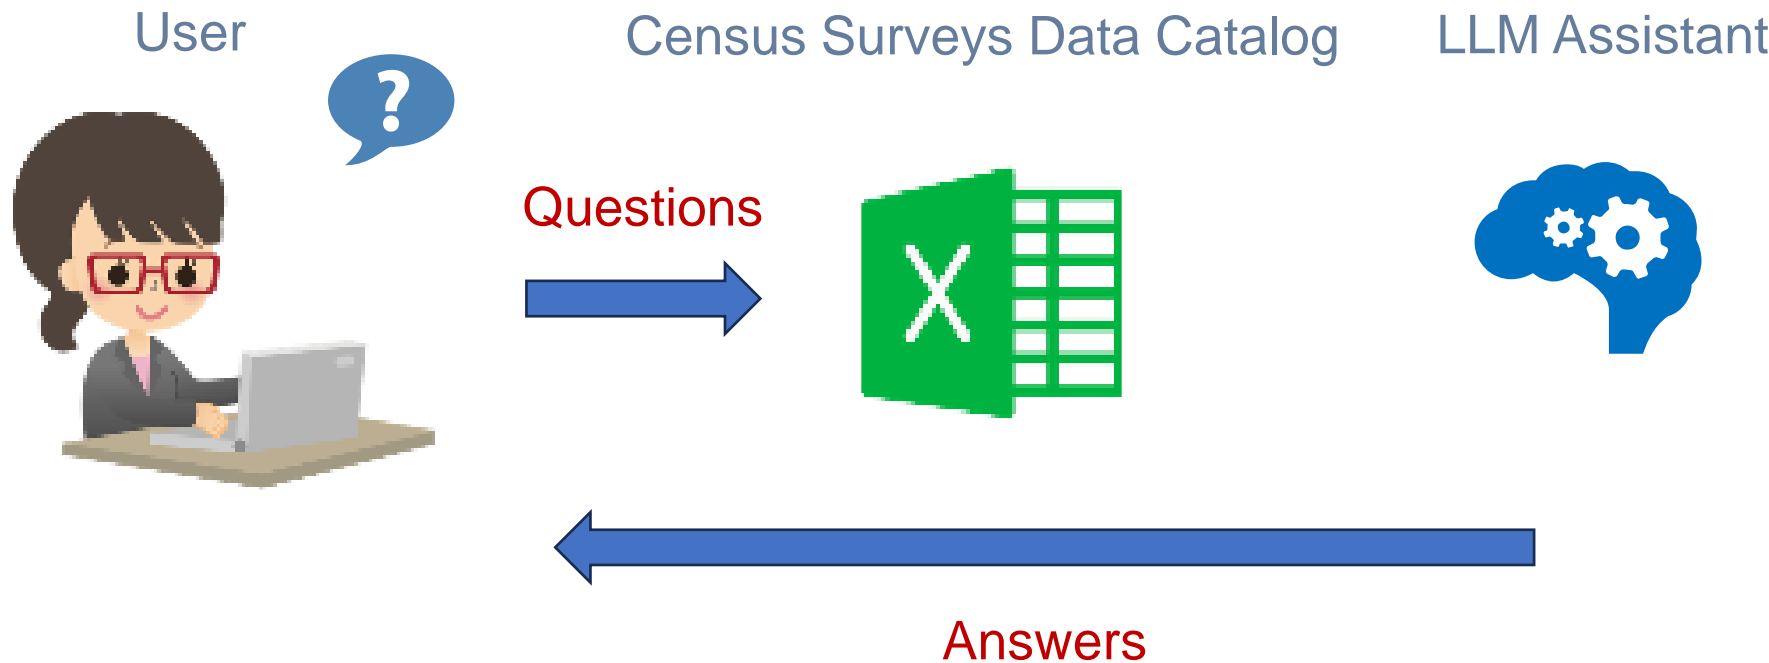 User
Census Surveys Data Catalog
LLM Assistant
?
Questions
X
Answers